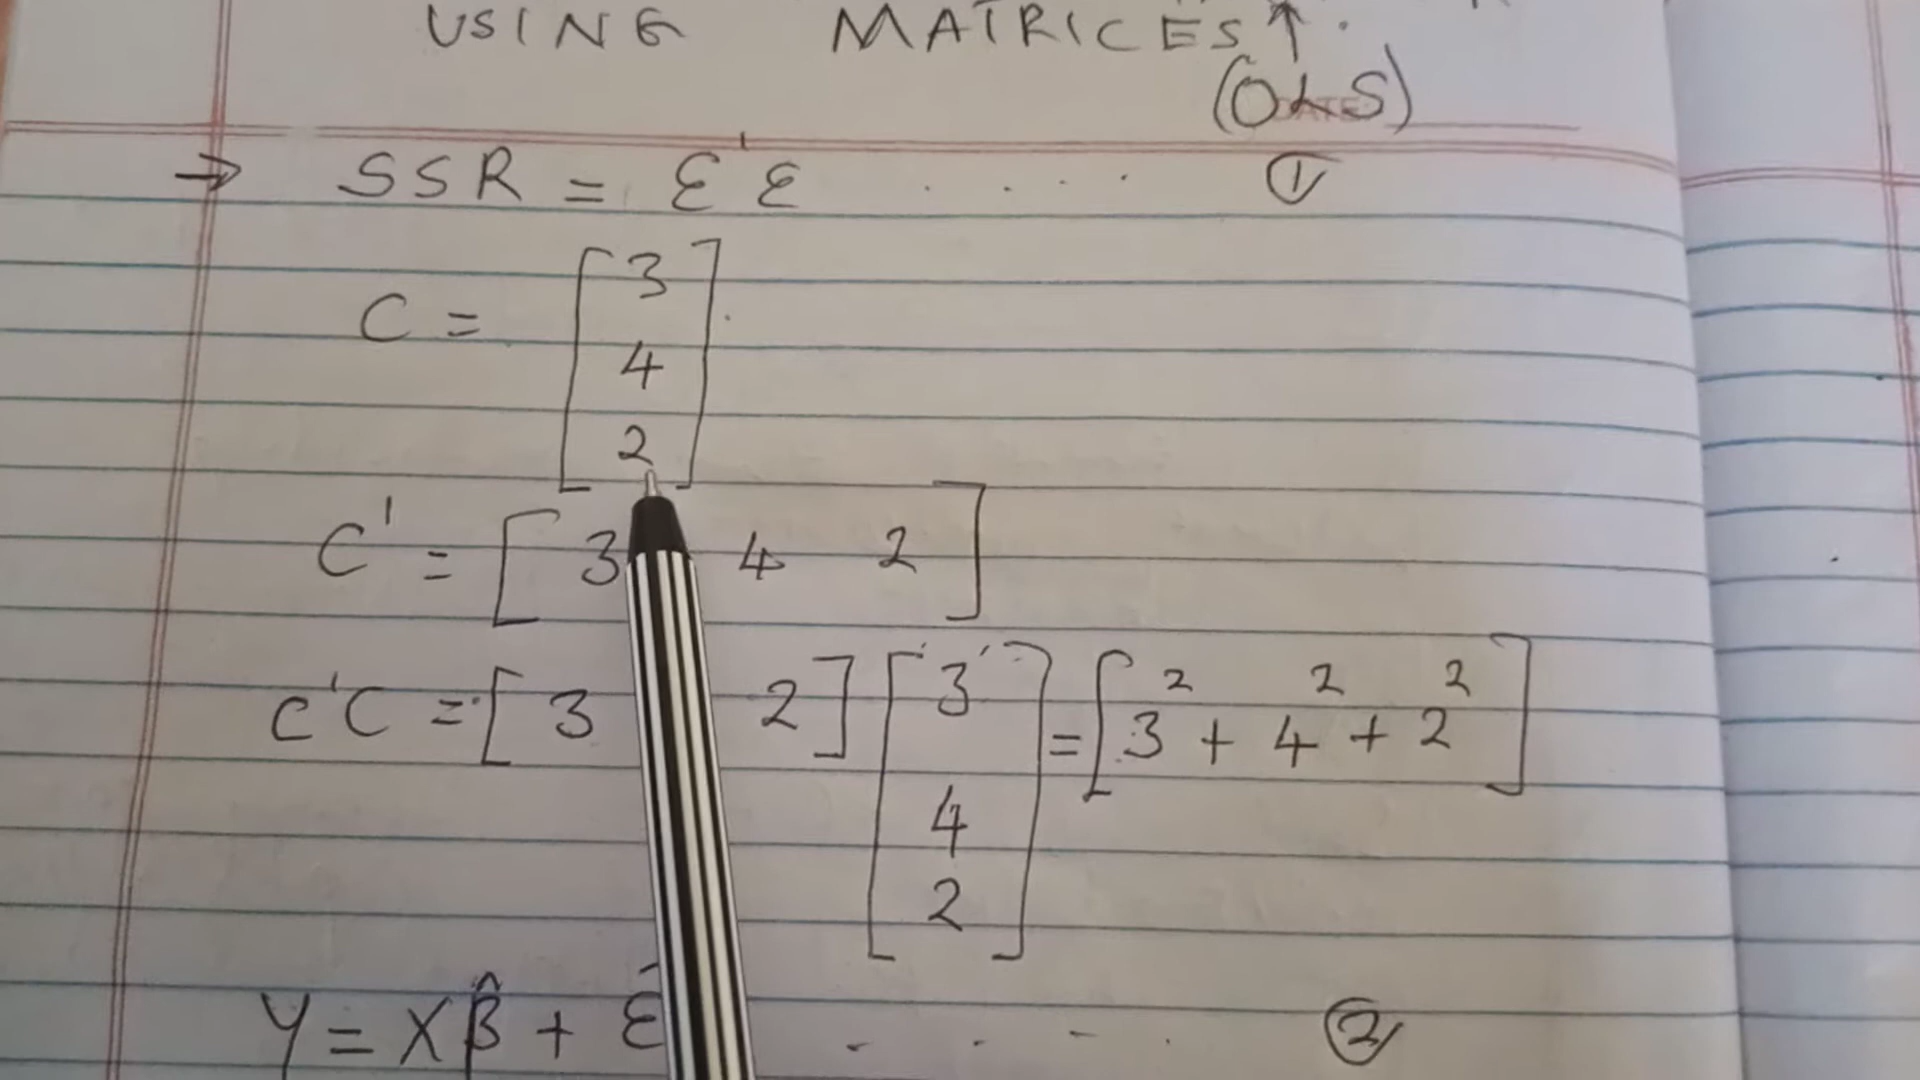 USING MATRICES ↑.
(OLS)
DATE
→ SSR = ε'ε . . . . ①
C = [3
4
2]
C' = [3 4 2]
C'C = [3 2] [3
4
2] = [3² + 4² + 2²]
Y = Xβ̂ + ε̂ . . . . ②